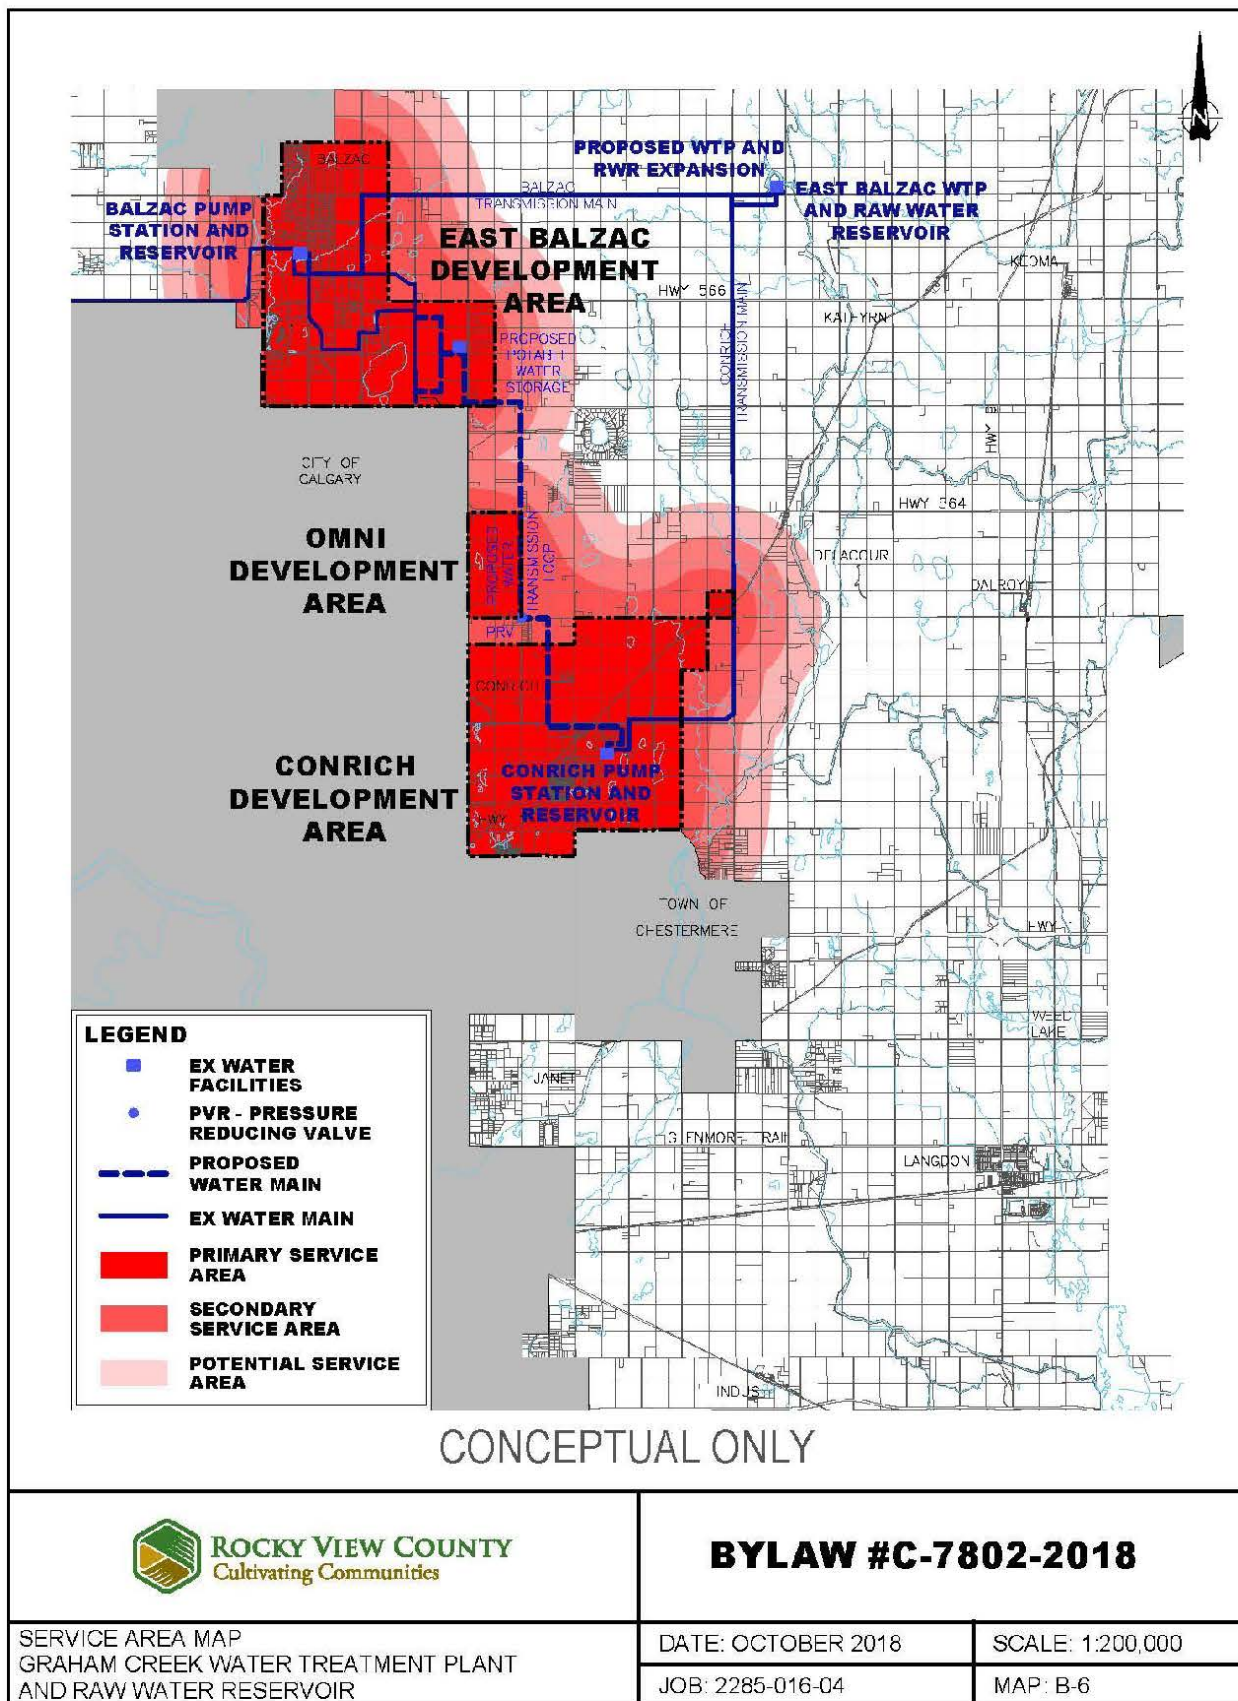 N
BALZAC
PROPOSED WTP AND
RWR EXPANSION
BALZAC
TRANSMISSION MAIN
EAST BALZAC WTP
AND RAW WATER
RESERVOIR
BALZAC PUMP
STATION AND
RESERVOIR
EAST BALZAC
DEVELOPMENT
AREA
KEOMA
HWY 566
KATHYRN
CONRICH
TRANSMISSION MAIN
PROPOSED
WATER
STORAGE
HWY
CITY OF
CALGARY
HWY 564
OMNI
DEVELOPMENT
AREA
PROPOSED
WATER
TRANSMISSION
LOOP
DELACOUR
DALROY
PRV
CONRICH
CONRICH
DEVELOPMENT
AREA
CONRICH PUMP
STATION AND
RESERVOIR
HWY
TOWN OF
CHESTERMERE
HWY
WEED
LAKE
JANET
GLENMORE TRAIL
LANGDON
INDUS
LEGEND
EX WATER
FACILITIES
PVR - PRESSURE
REDUCING VALVE
PROPOSED
WATER MAIN
EX WATER MAIN
PRIMARY SERVICE
AREA
SECONDARY
SERVICE AREA
POTENTIAL SERVICE
AREA
CONCEPTUAL ONLY
ROCKY VIEW COUNTY
Cultivating Communities
BYLAW #C-7802-2018
SERVICE AREA MAP
GRAHAM CREEK WATER TREATMENT PLANT
AND RAW WATER RESERVOIR
DATE: OCTOBER 2018
SCALE: 1:200,000
JOB: 2285-016-04
MAP: B-6